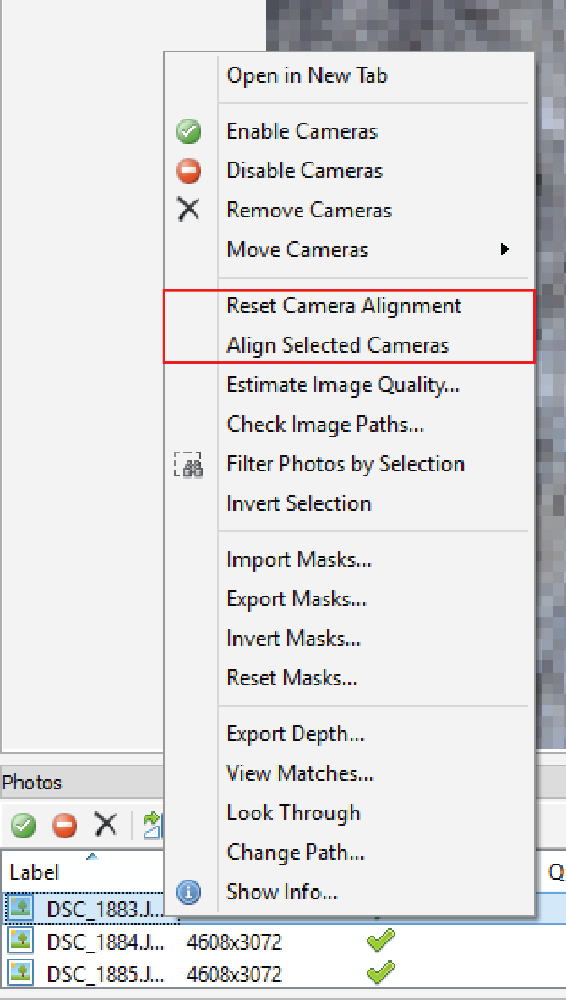 Open in New Tab
Enable Cameras
Disable Cameras
Remove Cameras
Move Cameras
Reset Camera Alignment
Align Selected Cameras
Estimate Image Quality...
Check Image Paths...
Filter Photos by Selection
Invert Selection
Import Masks...
Export Masks...
Invert Masks...
Reset Masks...
Export Depth...
View Matches...
Look Through
Change Path...
Show Info...
Photos
Label
DSC_1883.J...
DSC_1884.J... 4608x3072
DSC_1885.J... 4608x3072